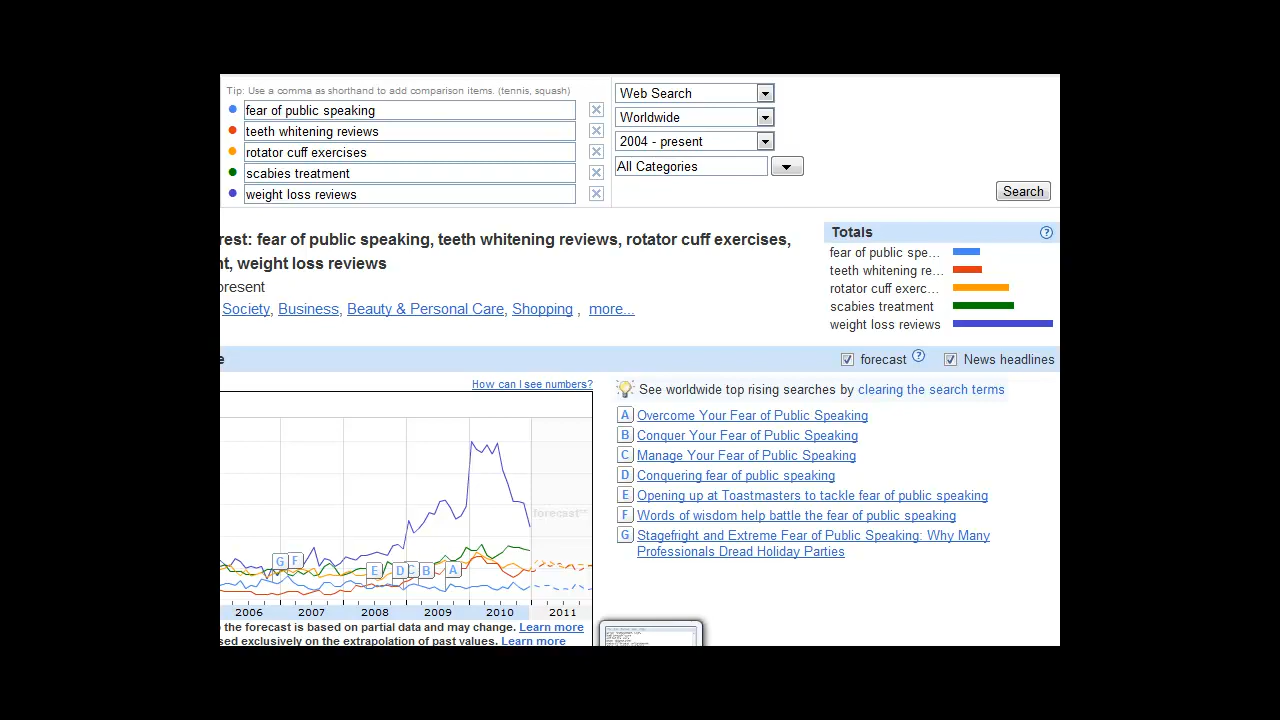 Tip: Use a comma as shorthand to add comparison items. (tennis, squash)
fear of public speaking
teeth whitening reviews
rotator cuff exercises
scabies treatment
weight loss reviews
Web Search
Worldwide
2004 - present
All Categories
Search
rest: fear of public speaking, teeth whitening reviews, rotator cuff exercises,
nt, weight loss reviews
present
Society, Business, Beauty & Personal Care, Shopping , more...
Totals
fear of public spe...
teeth whitening re...
rotator cuff exerc...
scabies treatment
weight loss reviews
e
forecast ?
News headlines
How can I see numbers?
forecast
G F E D C B A
2006 2007 2008 2009 2010 2011
the forecast is based on partial data and may change. Learn more
sed exclusively on the extrapolation of past values. Learn more
See worldwide top rising searches by clearing the search terms
A Overcome Your Fear of Public Speaking
B Conquer Your Fear of Public Speaking
C Manage Your Fear of Public Speaking
D Conquering fear of public speaking
E Opening up at Toastmasters to tackle fear of public speaking
F Words of wisdom help battle the fear of public speaking
G Stagefright and Extreme Fear of Public Speaking: Why Many
Professionals Dread Holiday Parties